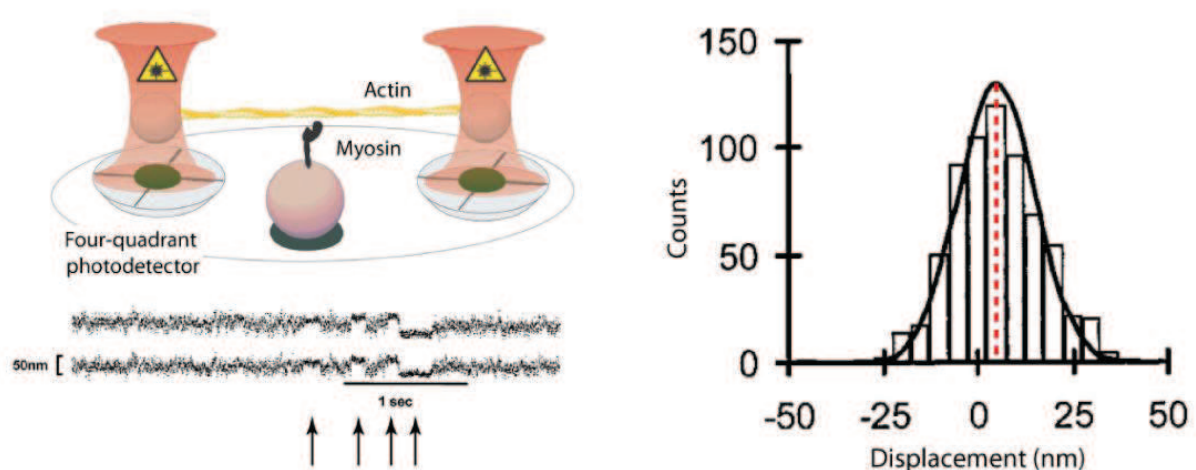 Actin
Myosin
Four-quadrant
photodetector
50nm
1 sec
150
100
50
0
Counts
-50
-25
0
25
50
Displacement (nm)